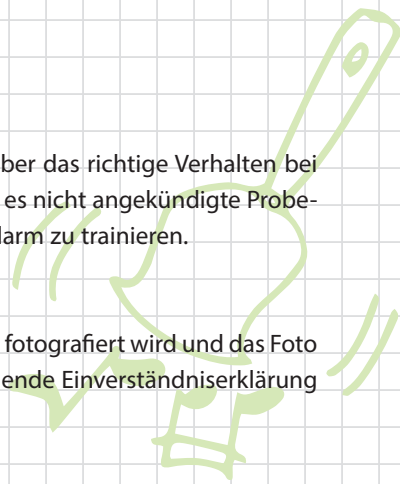 ber das richtige Verhalten bei
es nicht angekündigte Probe-
larm zu trainieren.
fotografiert wird und das Foto
ende Einverständniserklärung